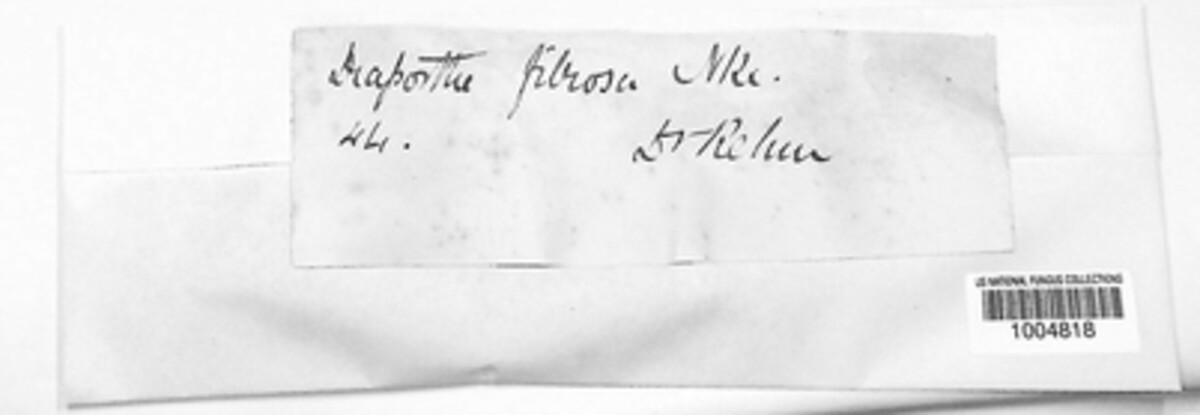 Diaporthe fibrosa Nke.
44. Dr Rehm
US NATIONAL FUNGUS COLLECTIONS
1004818